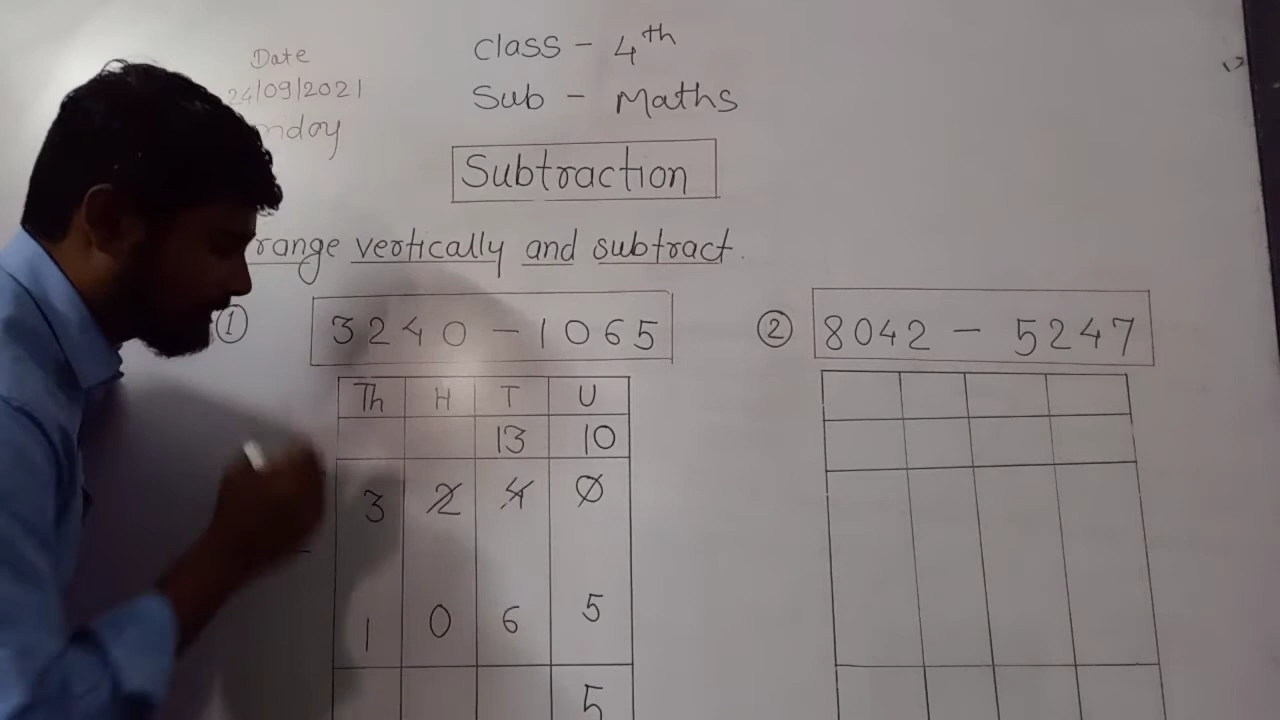 Date
24/09/2021
Class - 4th
Sub - Maths
Subtraction
vertically and subtract.
① 3240 - 1065
Th H T U
13 10
3 2 4 0
1 0 6 5
5
② 8042 - 5247